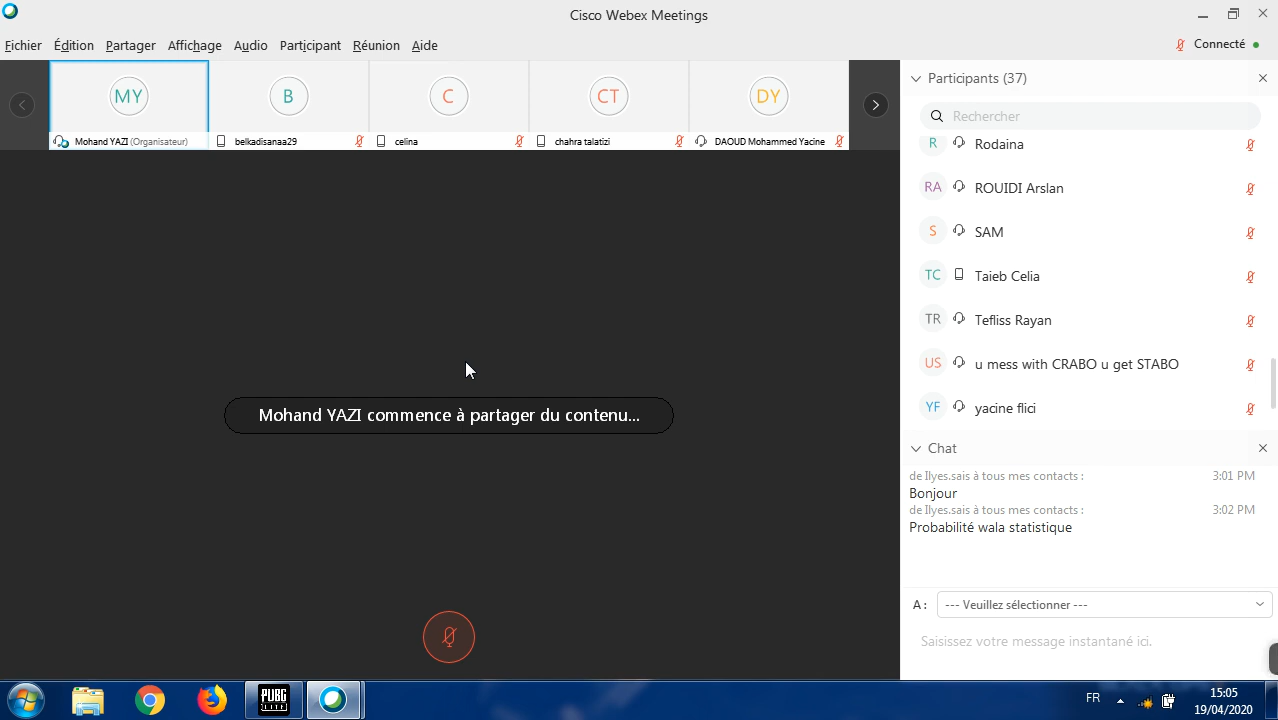 Cisco Webex Meetings
Fichier Édition Partager Affichage Audio Participant Réunion Aide
Connecté
MY B C CT DY
Mohand YAZI (Organisateur) belkadisanaa29 celina chahra talatizi DAOUD Mohammed Yacine
Mohand YAZI commence à partager du contenu...
Participants (37)
Rechercher
R Rodaina
RA ROUIDI Arslan
S SAM
TC Taieb Celia
TR Tefliss Rayan
US u mess with CRABO u get STABO
YF yacine flici
Chat
de Ilyes.sais à tous mes contacts : 3:01 PM
Bonjour
de Ilyes.sais à tous mes contacts : 3:02 PM
Probabilité wala statistique
A : --- Veuillez sélectionner ---
Saisissez votre message instantané ici.
PUBG
LITE
FR
15:05
19/04/2020